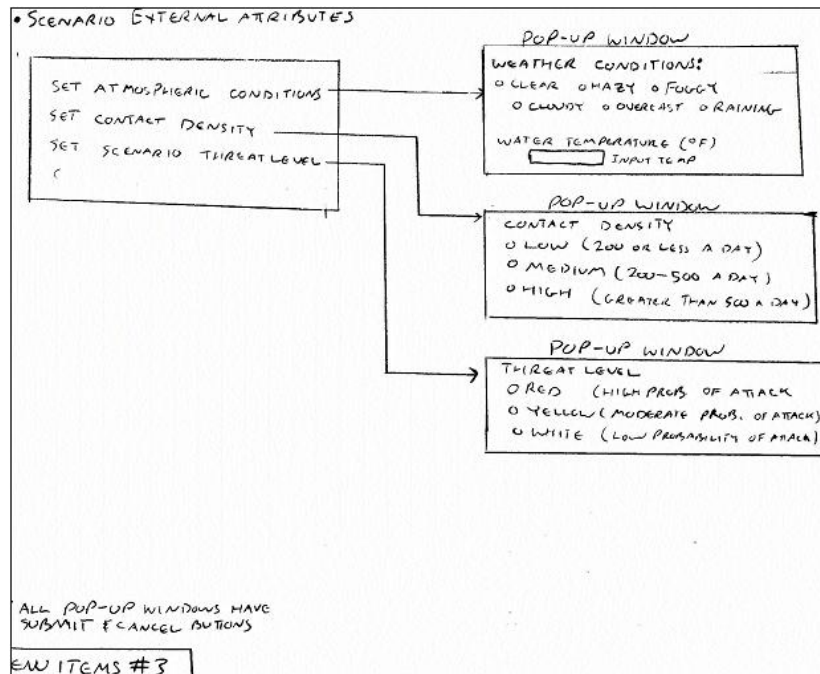 • SCENARIO EXTERNAL ATTRIBUTES
SET ATMOSPHERIC CONDITIONS
SET CONTACT DENSITY
SET SCENARIO THREAT LEVEL
POP-UP WINDOW
WEATHER CONDITIONS:
O CLEAR O HAZY O FOGGY
O CLOUDY O OVERCAST O RAINING
WATER TEMPERATURE (°F)
INPUT TEMP
POP-UP WINDOW
CONTACT DENSITY
O LOW (200 OR LESS A DAY)
O MEDIUM (200-500 A DAY)
O HIGH (GREATER THAN 500 A DAY)
POP-UP WINDOW
THREAT LEVEL
O RED (HIGH PROB. OF ATTACK
O YELLOW (MODERATE PROB. OF ATTACK)
O WHITE (LOW PROBABILITY OF ATTACK)
ALL POP-UP WINDOWS HAVE
SUBMIT & CANCEL BUTTONS
ENU ITEMS #3